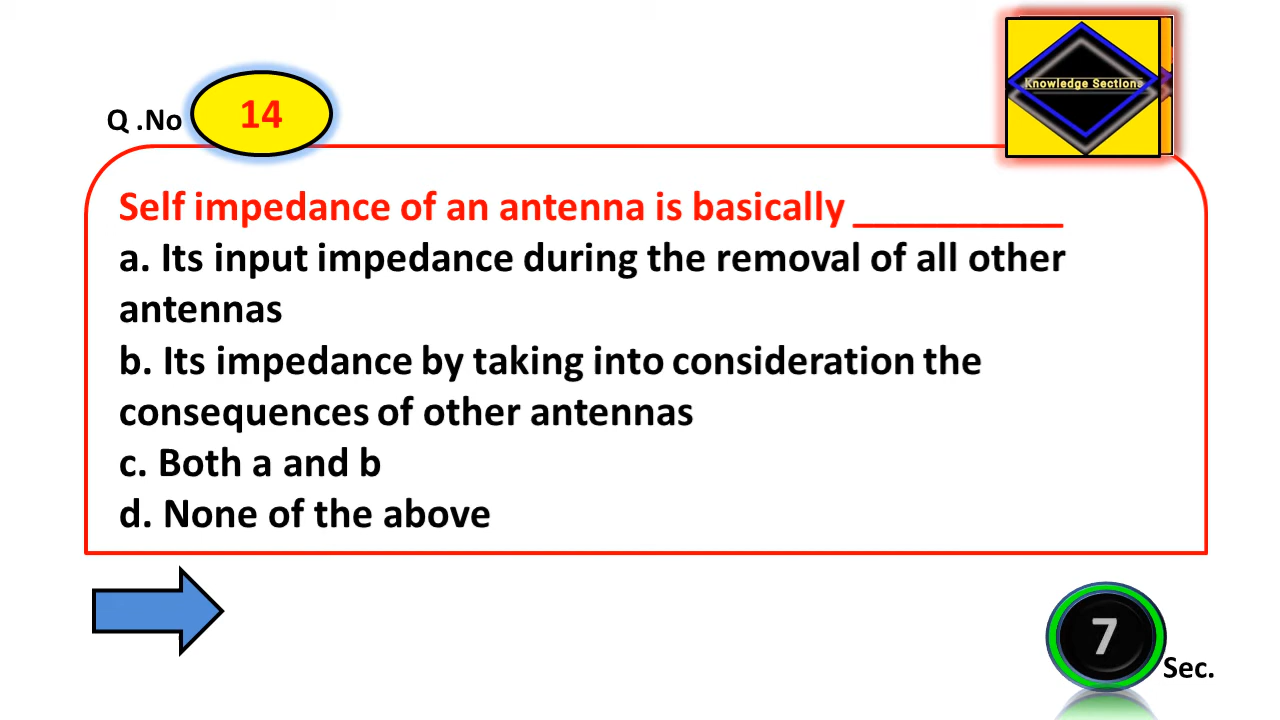 Knowledge Sections
Q .No 14
Self impedance of an antenna is basically __________
a. Its input impedance during the removal of all other
antennas
b. Its impedance by taking into consideration the
consequences of other antennas
c. Both a and b
d. None of the above
7
Sec.